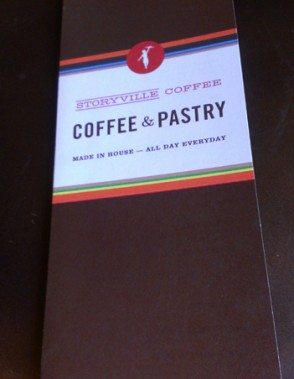 STORYVILLE COFFEE
COFFEE & PASTRY
MADE IN HOUSE — ALL DAY EVERYDAY